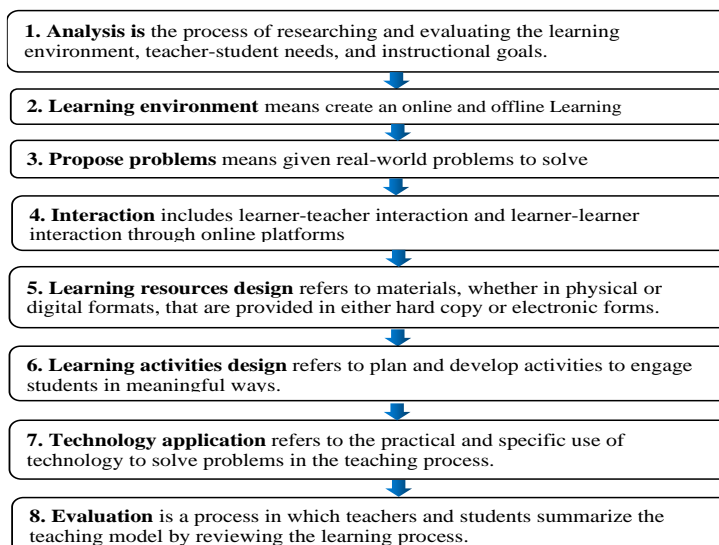 1. Analysis is the process of researching and evaluating the learning
environment, teacher-student needs, and instructional goals.
2. Learning environment means create an online and offline Learning
3. Propose problems means given real-world problems to solve
4. Interaction includes learner-teacher interaction and learner-learner
interaction through online platforms
5. Learning resources design refers to materials, whether in physical or
digital formats, that are provided in either hard copy or electronic forms.
6. Learning activities design refers to plan and develop activities to engage
students in meaningful ways.
7. Technology application refers to the practical and specific use of
technology to solve problems in the teaching process.
8. Evaluation is a process in which teachers and students summarize the
teaching model by reviewing the learning process.